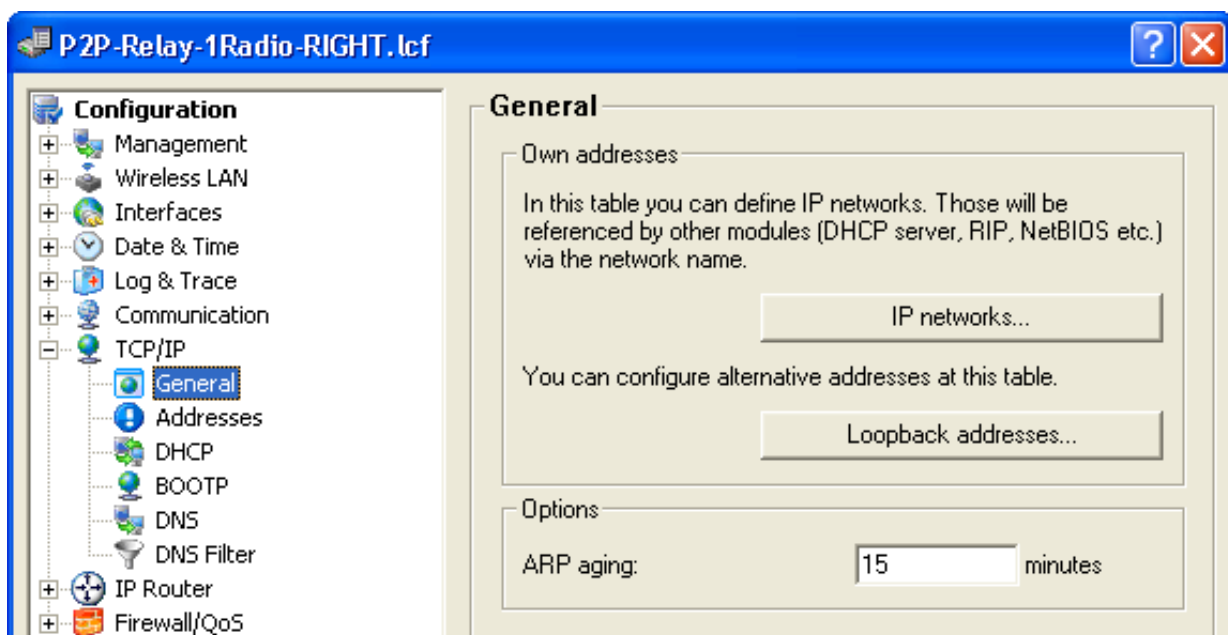 P2P-Relay-1Radio-RIGHT.lcf
?
Configuration
Management
Wireless LAN
Interfaces
Date & Time
Log & Trace
Communication
TCP/IP
General
Addresses
DHCP
BOOTP
DNS
DNS Filter
IP Router
Firewall/QoS
General
Own addresses
In this table you can define IP networks. Those will be
referenced by other modules (DHCP server, RIP, NetBIOS etc.)
via the network name.
IP networks...
You can configure alternative addresses at this table.
Loopback addresses...
Options
ARP aging: 15 minutes